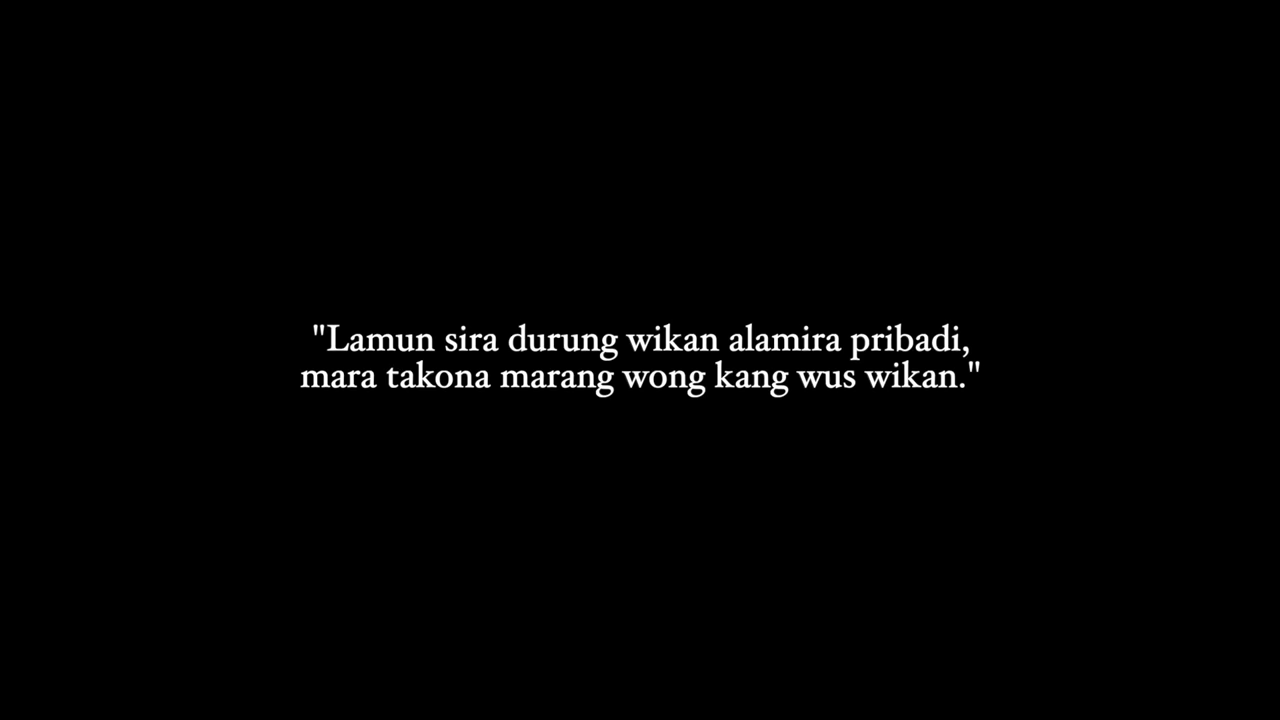 "Lamun sira durung wikan alamira pribadi,
mara takona marang wong kang wus wikan."